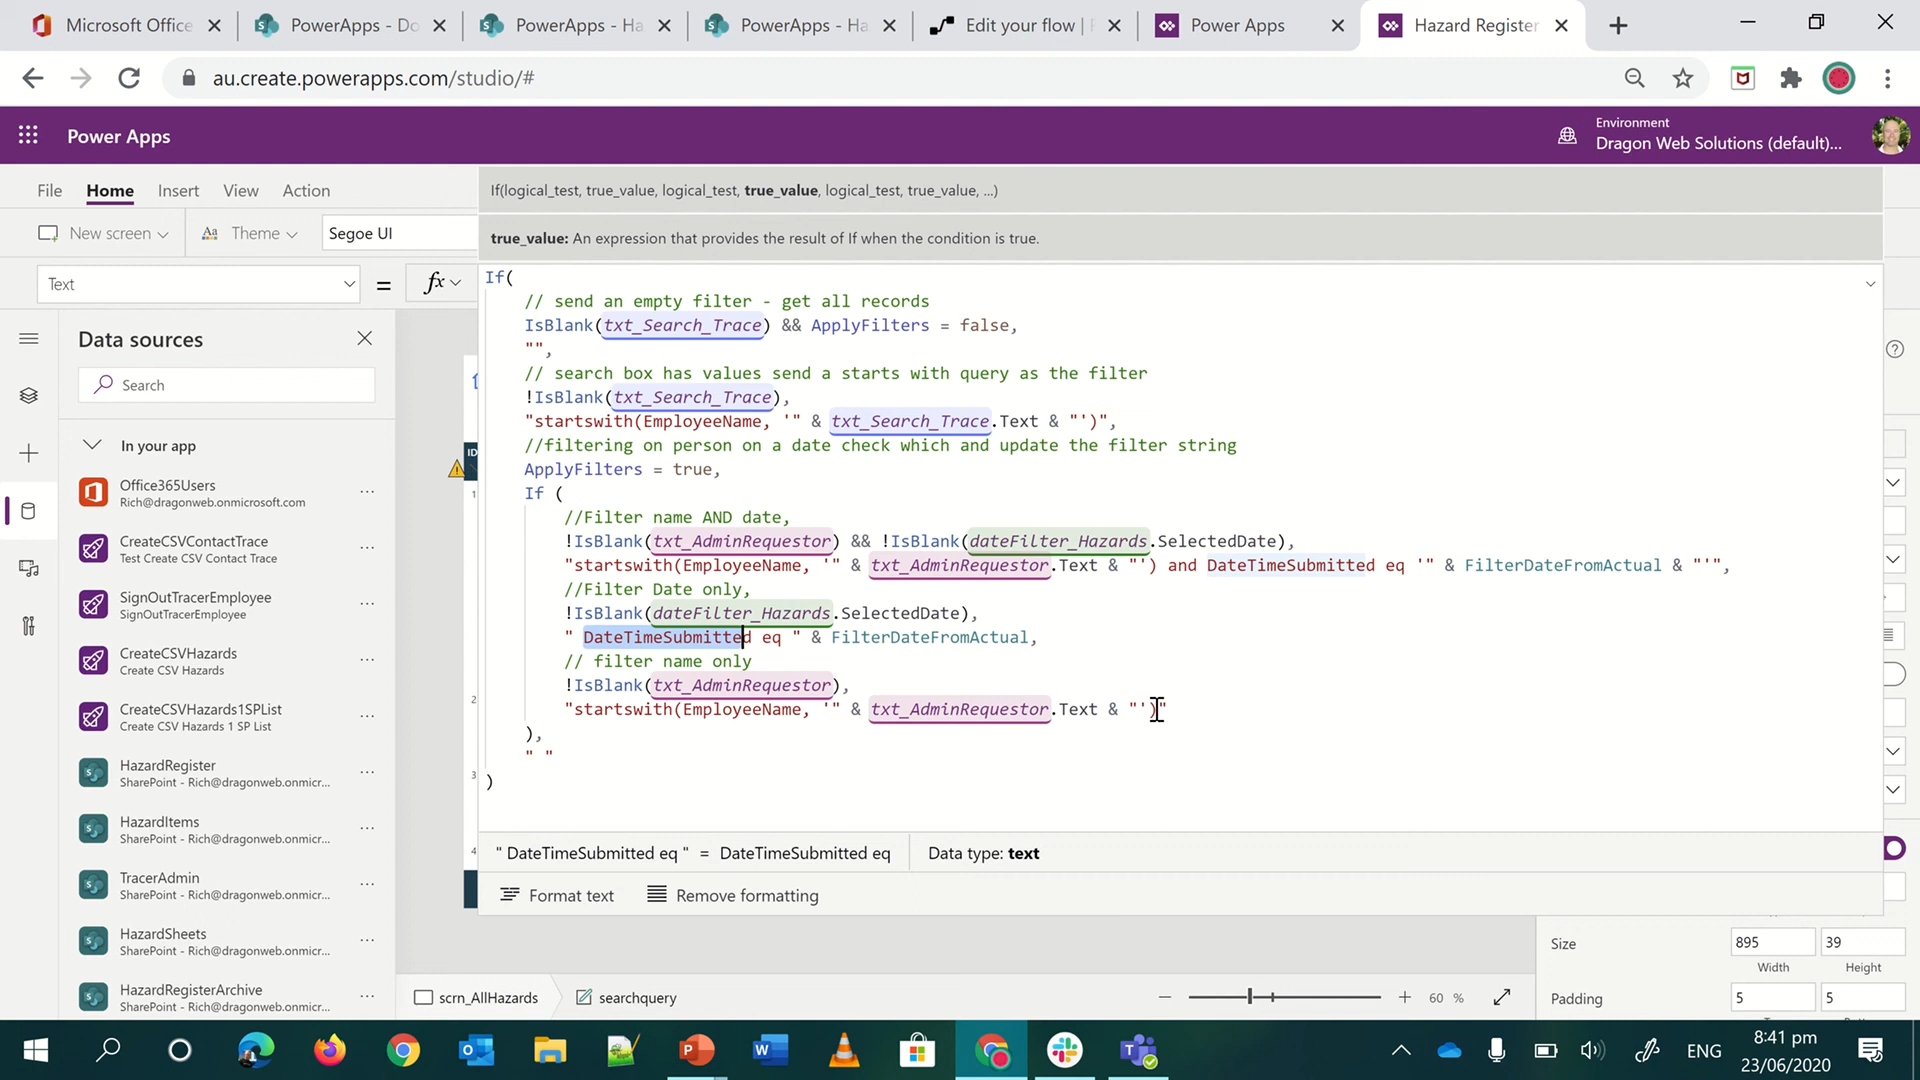 Microsoft Office
PowerApps - Do
PowerApps - Ha
PowerApps - Ha
Edit your flow |
Power Apps
Hazard Register
au.create.powerapps.com/studio/#
Power Apps
Environment
Dragon Web Solutions (default)...
File
Home
Insert
View
Action
If(logical_test, true_value, logical_test, true_value, logical_test, true_value, ...)
New screen
Theme
Segoe UI
true_value: An expression that provides the result of If when the condition is true.
Text
=
fx
Data sources
Search
In your app
Office365Users
Rich@dragonweb.onmicrosoft.com
CreateCSVContactTrace
Test Create CSV Contact Trace
SignOutTracerEmployee
SignOutTracerEmployee
CreateCSVHazards
Create CSV Hazards
CreateCSVHazards1SPList
Create CSV Hazards 1 SP List
HazardRegister
SharePoint - Rich@dragonweb.onmicr...
HazardItems
SharePoint - Rich@dragonweb.onmicr...
TracerAdmin
SharePoint - Rich@dragonweb.onmicr...
HazardSheets
SharePoint - Rich@dragonweb.onmicr...
HazardRegisterArchive
SharePoint - Rich@dragonweb.onmicr...
ID
1
2
3
4
If(
// send an empty filter - get all records
IsBlank(txt_Search_Trace) && ApplyFilters = false,
"",
// search box has values send a starts with query as the filter
!IsBlank(txt_Search_Trace),
"startswith(EmployeeName, '" & txt_Search_Trace.Text & "')",
//filtering on person on a date check which and update the filter string
ApplyFilters = true,
If (
//Filter name AND date,
!IsBlank(txt_AdminRequestor) && !IsBlank(dateFilter_Hazards.SelectedDate),
"startswith(EmployeeName, '" & txt_AdminRequestor.Text & "') and DateTimeSubmitted eq '" & FilterDateFromActual & "'",
//Filter Date only,
!IsBlank(dateFilter_Hazards.SelectedDate),
" DateTimeSubmitted eq " & FilterDateFromActual,
// filter name only
!IsBlank(txt_AdminRequestor),
"startswith(EmployeeName, '" & txt_AdminRequestor.Text & "')"
),
" "
)
" DateTimeSubmitted eq " = DateTimeSubmitted eq
Data type: text
Format text
Remove formatting
Size
895
39
Width
Height
Padding
5
5
scrn_AllHazards
searchquery
60 %
ENG
8:41 pm
23/06/2020